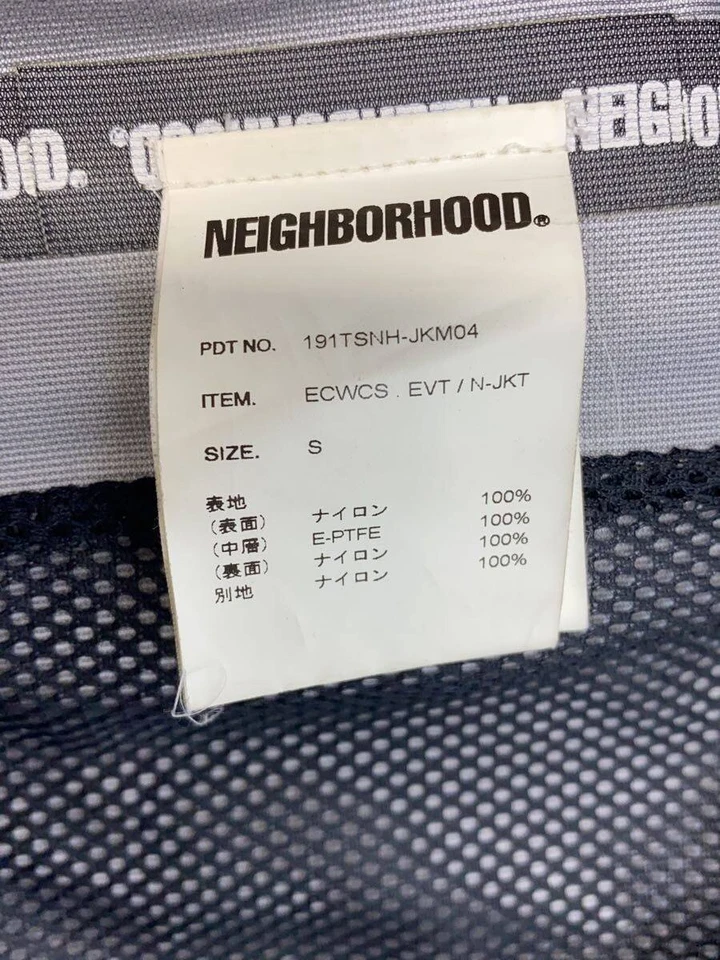 NEIGHBORHOOD.®
PDT NO. 191TSNH-JKM04
ITEM. ECWCS . EVT / N-JKT
SIZE. S
表地
(表面) ナイロン 100%
(中層) E-PTFE 100%
(裏面) ナイロン 100%
別地 ナイロン 100%